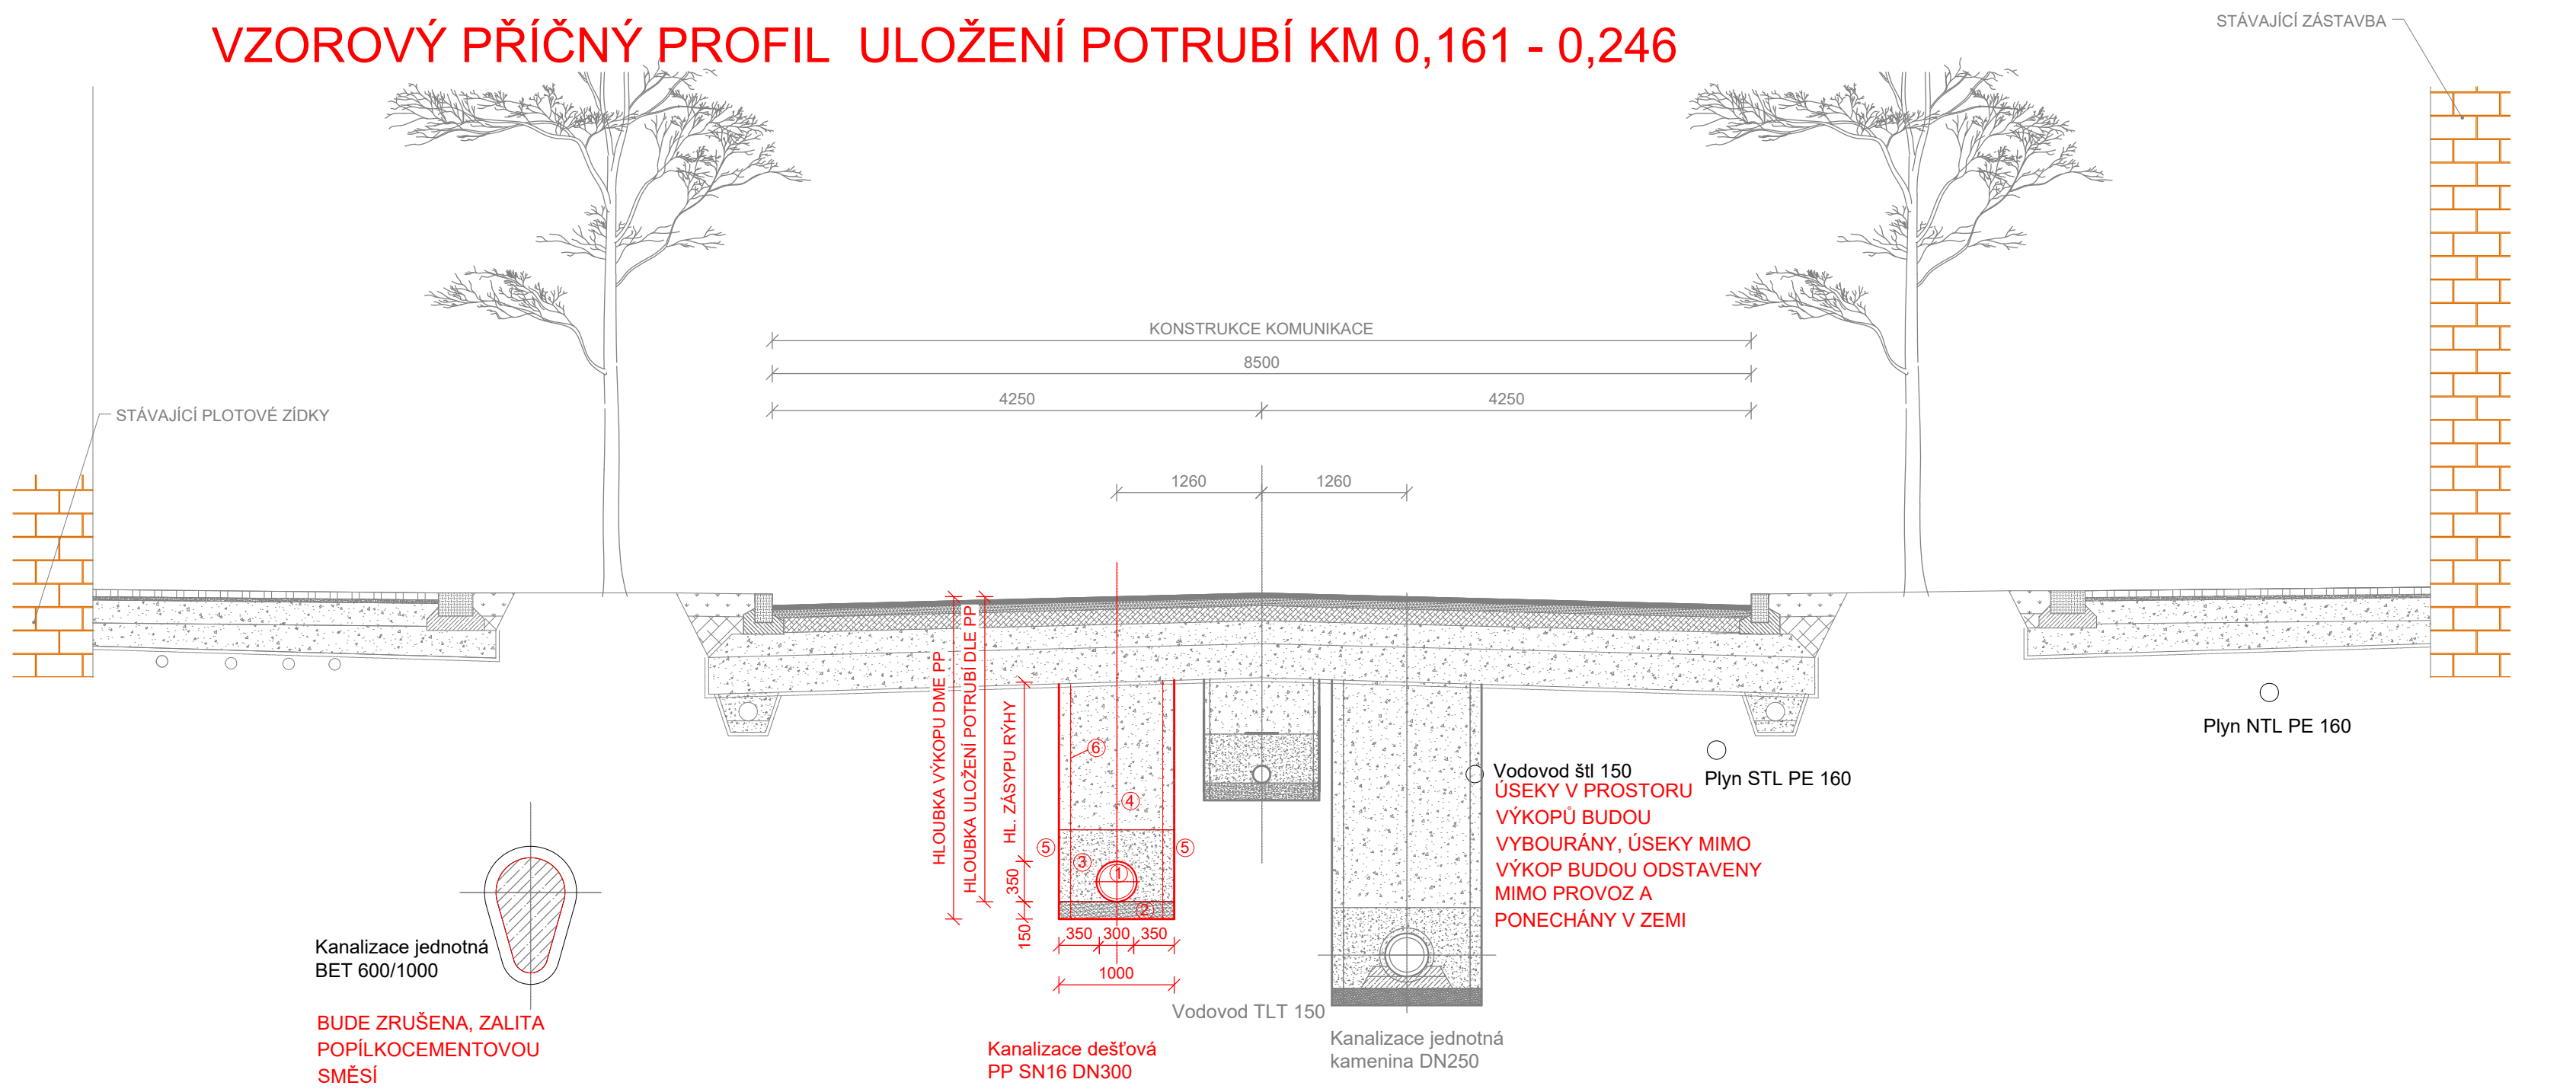 VZOROVÝ PŘÍČNÝ PROFIL ULOŽENÍ POTRUBÍ KM 0,161 - 0,246
STÁVAJÍCÍ ZÁSTAVBA
KONSTRUKCE KOMUNIKACE
8500
4250
4250
STÁVAJÍCÍ PLOTOVÉ ZÍDKY
1260
1260
HLOUBKA VÝKOPU DME PP
HLOUBKA ULOŽENÍ POTRUBÍ DLE PP
HL. ZÁSYPU RÝHY
350
150
6
4
5
5
3
1
2
350
300
350
1000
Plyn NTL PE 160
Plyn STL PE 160
Vodovod štl 150
ÚSEKY V PROSTORU
VÝKOPŮ BUDOU
VYBOURÁNY, ÚSEKY MIMO
VÝKOP BUDOU ODSTAVENY
MIMO PROVOZ A
PONECHÁNY V ZEMI
Kanalizace jednotná
BET 600/1000
BUDE ZRUŠENA, ZALITA
POPÍLKOCEMENTOVOU
SMĚSÍ
Vodovod TLT 150
Kanalizace dešťová
PP SN16 DN300
Kanalizace jednotná
kamenina DN250